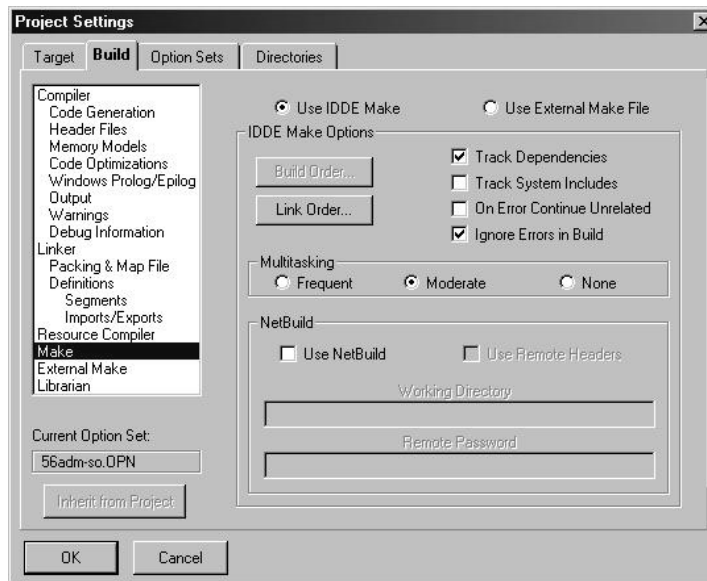 Project Settings
Target Build Option Sets Directories
Compiler
Code Generation
Header Files
Memory Models
Code Optimizations
Windows Prolog/Epilog
Output
Warnings
Debug Information
Linker
Packing & Map File
Definitions
Segments
Imports/Exports
Resource Compiler
Make
External Make
Librarian
Current Option Set:
56adm-so.OPN
Inherit from Project
Use IDDE Make Use External Make File
IDDE Make Options
Build Order...
Link Order...
Track Dependencies
Track System Includes
On Error Continue Unrelated
Ignore Errors in Build
Multitasking
Frequent Moderate None
NetBuild
Use NetBuild Use Remote Headers
Working Directory
Remote Password
OK Cancel